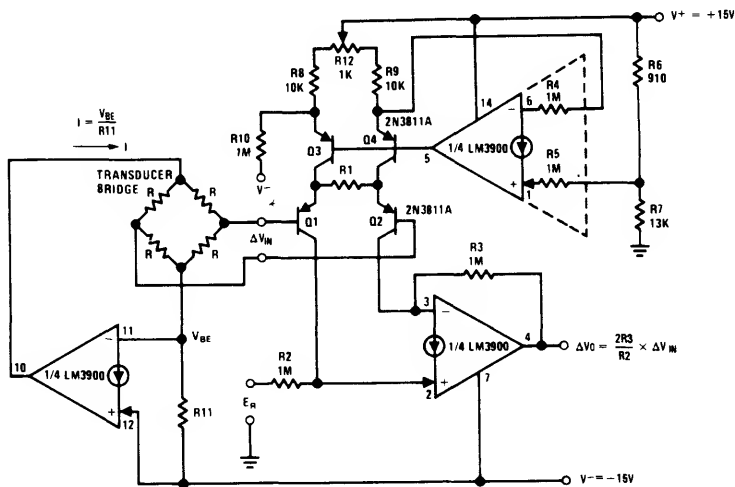 V⁺ = +15V
R12
1K
R8
10K
R9
10K
R6
910
14
6
R4
1M
2N3811A
R10
1M
V⁻
Q3
Q4
5
1/4 LM3900
−
+
R5
1M
1
R7
13K
I = VBE/R11
I
TRANSDUCER
BRIDGE
R
R
R
R
R1
ΔVIN
Q1
Q2
2N3811A
R3
1M
3
−
4
ΔVO = 2R3/R2 × ΔVIN
1/4 LM3900
7
+
2
10
11
−
VBE
1/4 LM3900
+
12
R11
R2
1M
ER
V⁻ = −15V